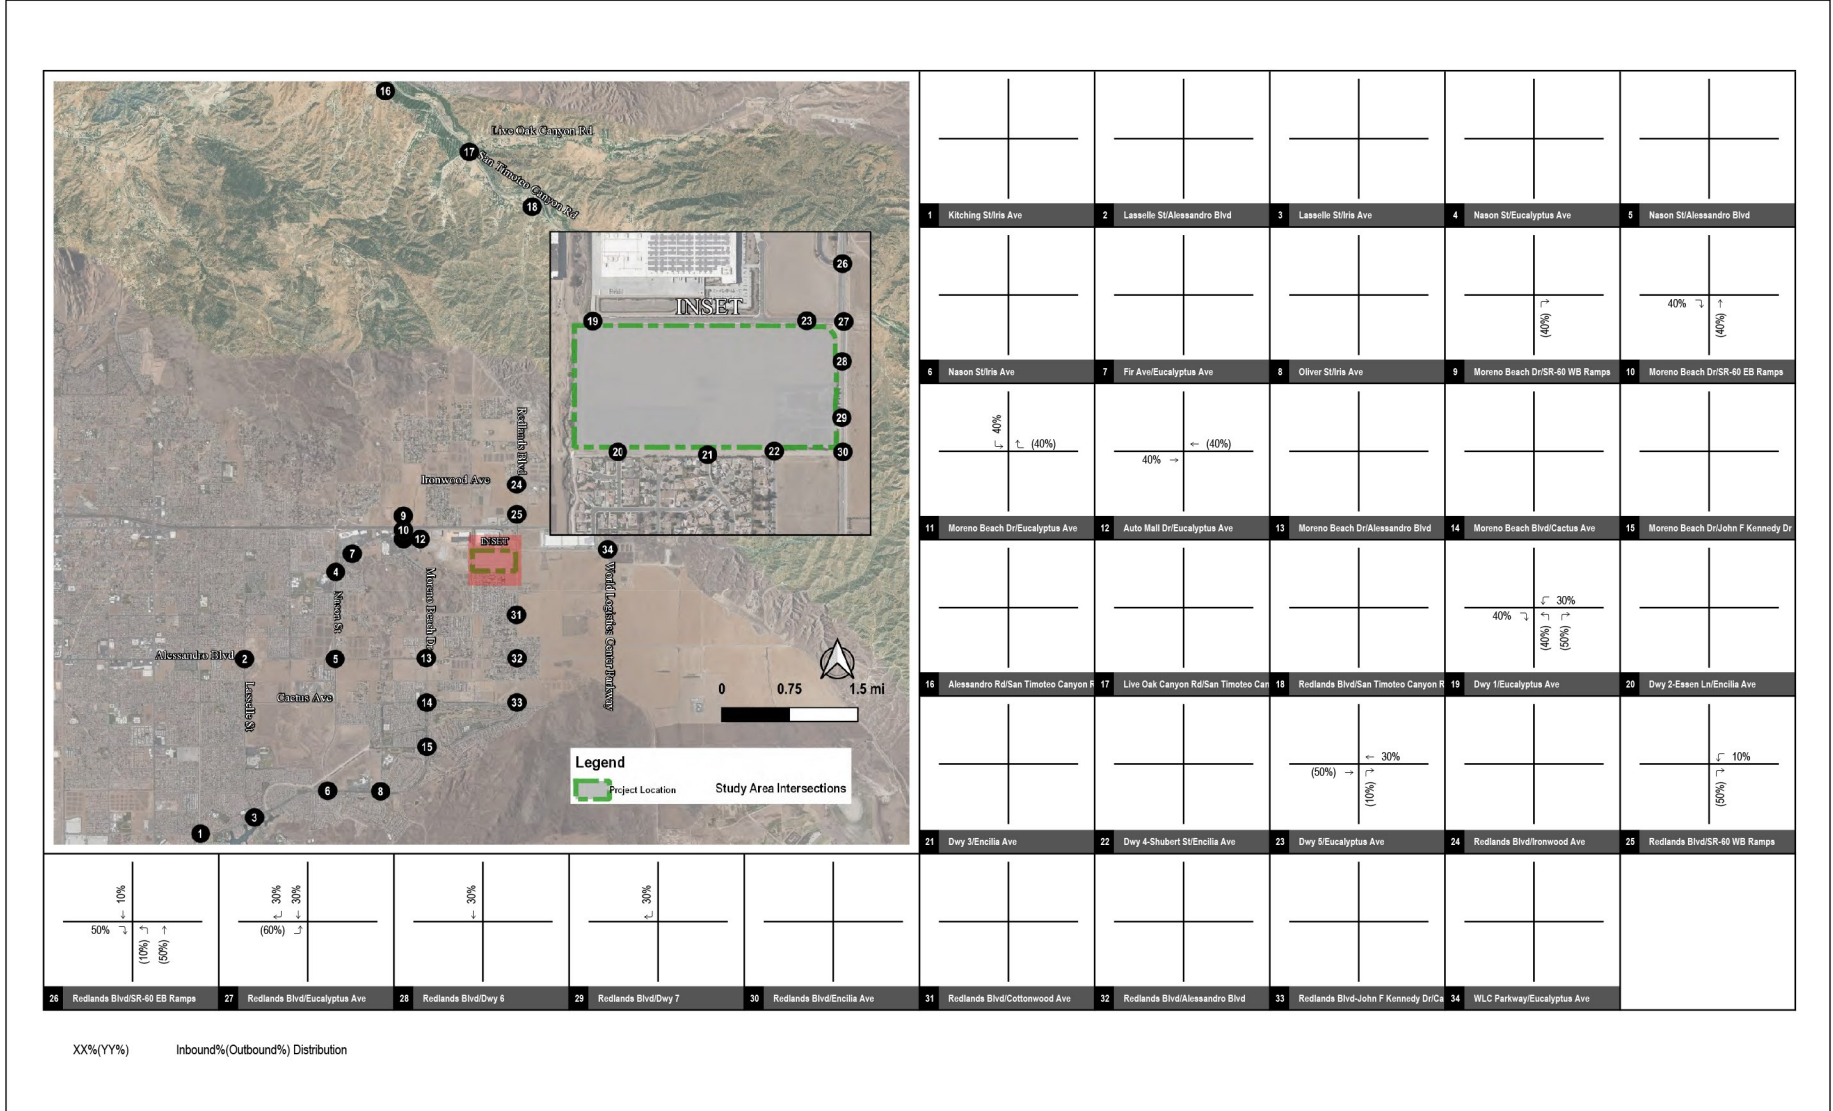 16
Live Oak Canyon Rd
17
San Timoteo Canyon Rd
18
26
INSET
19
23
27
28
29
20
21
22
30
Redlands Blvd
Ironwood Ave
24
25
9
10
12
INSET
34
7
4
Moreno Beach Dr
Nason St
World Logistics Center Parkway
31
Alessandro Blvd
2
5
13
32
Lasselle St
Cactus Ave
14
33
15
0 0.75 1.5 mi
Legend
Project Location Study Area Intersections
6
8
3
1
1 Kitching St/Iris Ave
2 Lasselle St/Alessandro Blvd
3 Lasselle St/Iris Ave
4 Nason St/Eucalyptus Ave
5 Nason St/Alessandro Blvd
(40%)
40%
(40%)
6 Nason St/Iris Ave
7 Fir Ave/Eucalyptus Ave
8 Oliver St/Iris Ave
9 Moreno Beach Dr/SR-60 WB Ramps
10 Moreno Beach Dr/SR-60 EB Ramps
40%
(40%)
(40%)
40%
11 Moreno Beach Dr/Eucalyptus Ave
12 Auto Mall Dr/Eucalyptus Ave
13 Moreno Beach Dr/Alessandro Blvd
14 Moreno Beach Blvd/Cactus Ave
15 Moreno Beach Dr/John F Kennedy Dr
30%
40%
(40%)
(50%)
16 Alessandro Rd/San Timoteo Canyon R
17 Live Oak Canyon Rd/San Timoteo Can
18 Redlands Blvd/San Timoteo Canyon R
19 Dwy 1/Eucalyptus Ave
20 Dwy 2-Essen Ln/Encilia Ave
30%
(50%)
(10%)
10%
(50%)
21 Dwy 3/Encilia Ave
22 Dwy 4-Shubert St/Encilia Ave
23 Dwy 5/Eucalyptus Ave
24 Redlands Blvd/Ironwood Ave
25 Redlands Blvd/SR-60 WB Ramps
10%
50%
(10%)
(50%)
30%
30%
(60%)
30%
30%
26 Redlands Blvd/SR-60 EB Ramps
27 Redlands Blvd/Eucalyptus Ave
28 Redlands Blvd/Dwy 6
29 Redlands Blvd/Dwy 7
30 Redlands Blvd/Encilia Ave
31 Redlands Blvd/Cottonwood Ave
32 Redlands Blvd/Alessandro Blvd
33 Redlands Blvd-John F Kennedy Dr/Ca
34 WLC Parkway/Eucalyptus Ave
XX%(YY%) Inbound%(Outbound%) Distribution